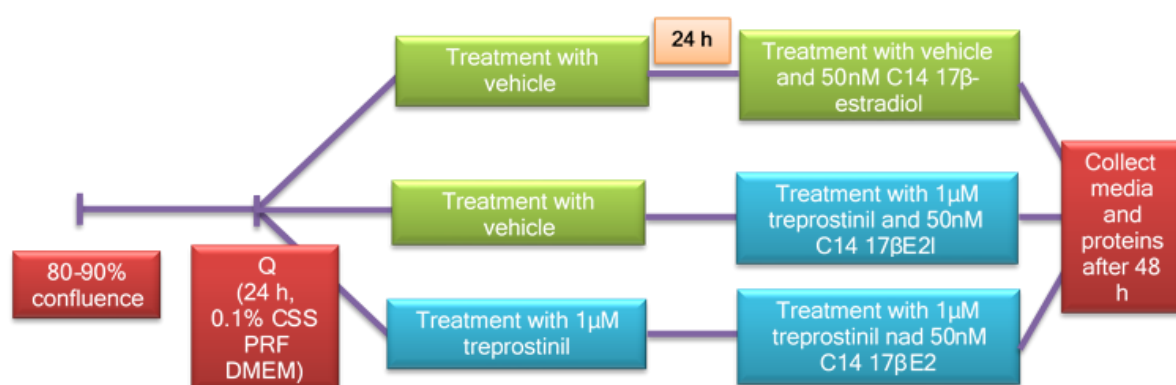 80-90%
confluence
Q
(24 h,
0.1% CSS
PRF
DMEM)
Treatment with
vehicle
24 h
Treatment with vehicle
and 50nM C14 17β-
estradiol
Treatment with
vehicle
Treatment with 1µM
treprostinil and 50nM
C14 17βE2l
Treatment with 1µM
treprostinil
Treatment with 1µM
treprostinil nad 50nM
C14 17βE2
Collect
media
and
proteins
after 48
h